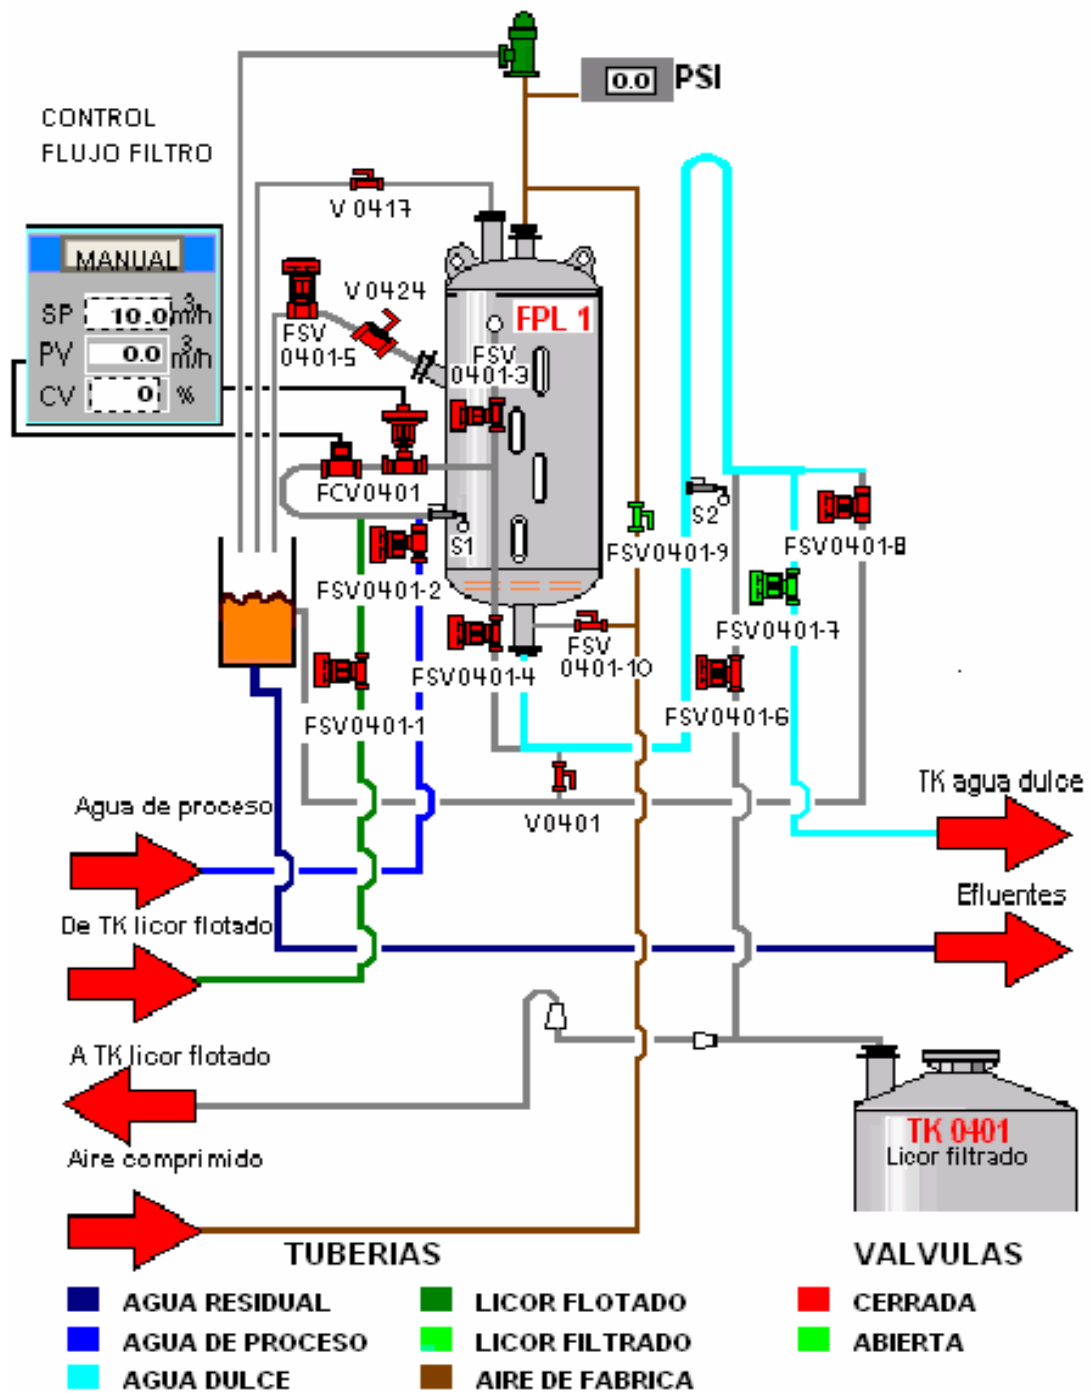 0.0 PSI
CONTROL
FLUJO FILTRO
V 0417
MANUAL
SP 10.0 m3/h
PV 0.0 m3/h
CV 0 %
FSV
0401-5
V 0424
FPL 1
FSV
0401-3
FCV0401
S1
S2
FSV0401-2
FSV0401-9
FSV0401-8
FSV0401-7
FSV0401-1
FSV0401-4
FSV
0401-10
FSV0401-6
V0401
Agua de proceso
TK agua dulce
De TK licor flotado
Efluentes
A TK licor flotado
Aire comprimido
TK 0401
Licor filtrado
TUBERIAS
VALVULAS
AGUA RESIDUAL
LICOR FLOTADO
CERRADA
AGUA DE PROCESO
LICOR FILTRADO
ABIERTA
AGUA DULCE
AIRE DE FABRICA